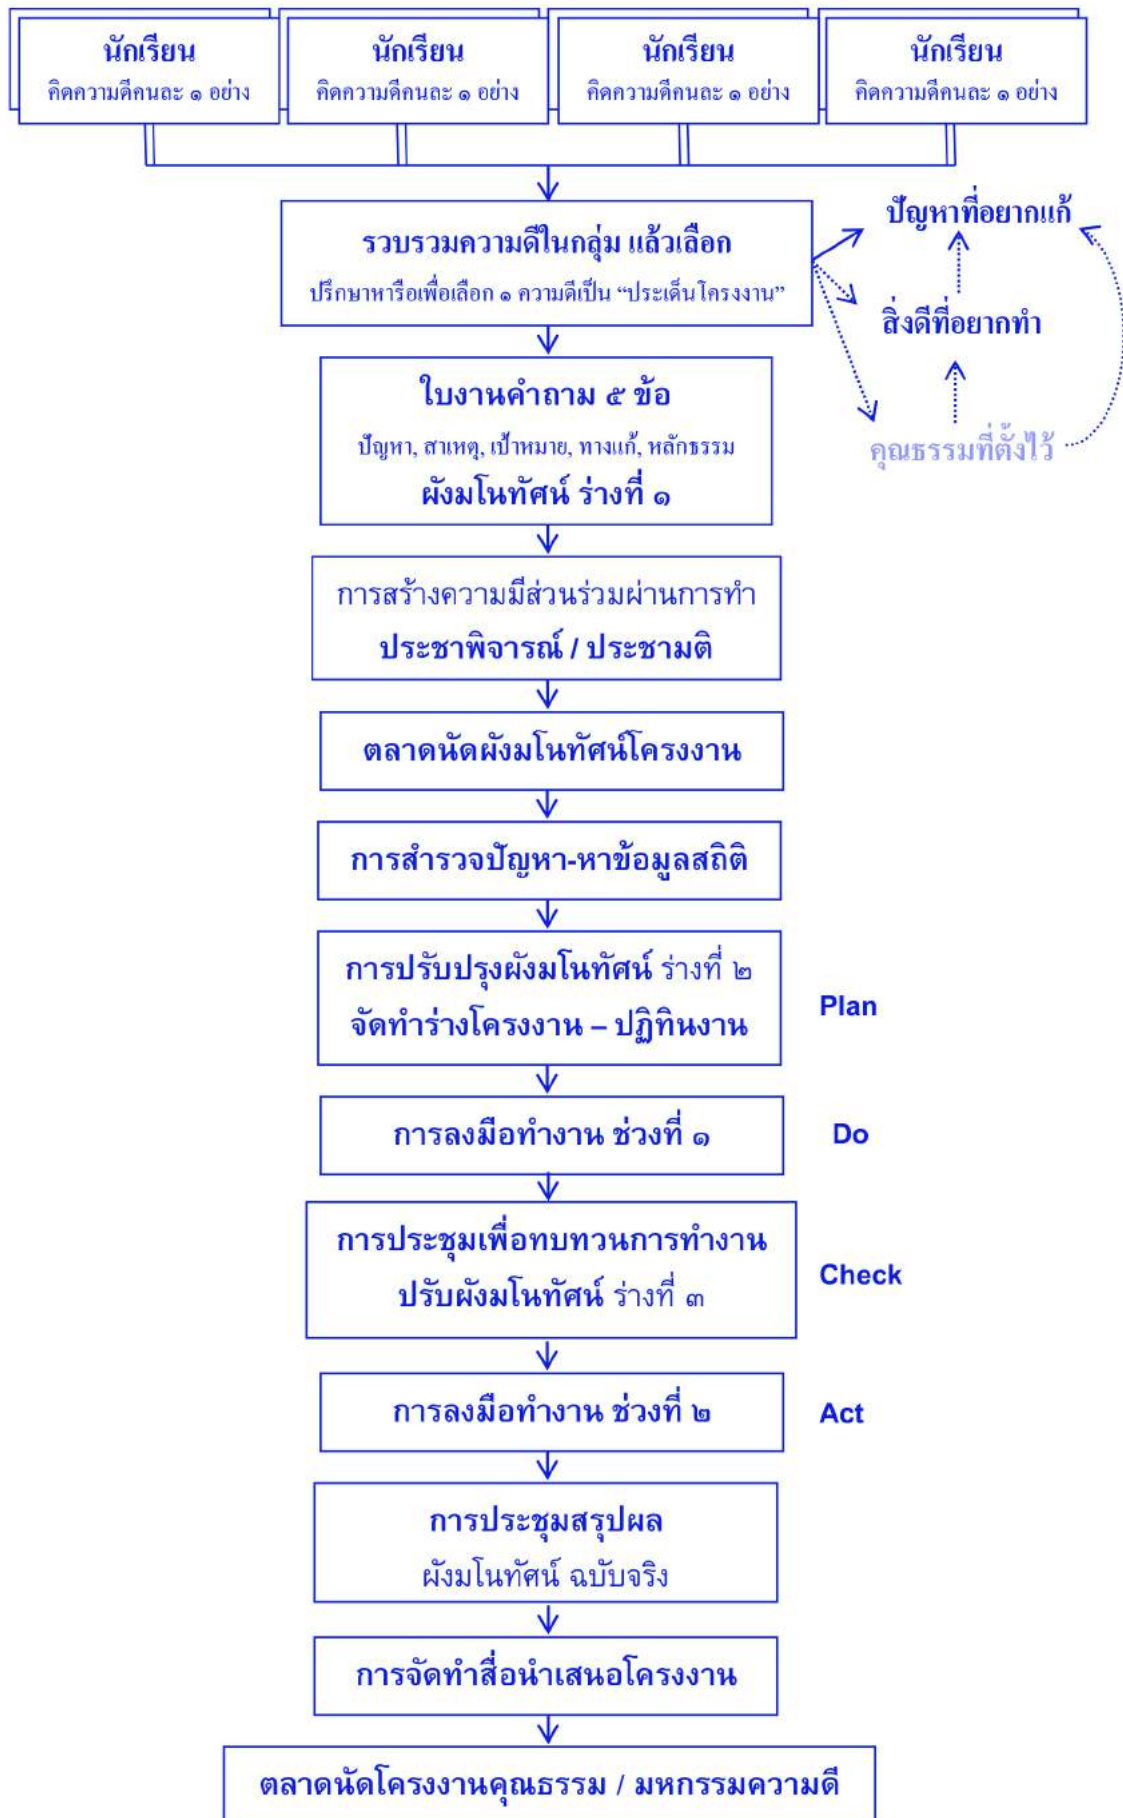 นักเรียน
คิดความดีคนละ ๑ อย่าง
นักเรียน
คิดความดีคนละ ๑ อย่าง
นักเรียน
คิดความดีคนละ ๑ อย่าง
นักเรียน
คิดความดีคนละ ๑ อย่าง
รวบรวมความดีในกลุ่ม แล้วเลือก
ปรึกษาหารือเพื่อเลือก ๑ ความดีเป็น “ประเด็นโครงงาน”
ปัญหาที่อยากแก้
สิ่งดีที่อยากทำ
คุณธรรมที่ตั้งไว้
ใบงานคำถาม ๕ ข้อ
ปัญหา, สาเหตุ, เป้าหมาย, ทางแก้, หลักธรรม
ผังมโนทัศน์ ร่างที่ ๑
การสร้างความมีส่วนร่วมผ่านการทำ
ประชาพิจารณ์ / ประชามติ
ตลาดนัดผังมโนทัศน์โครงงาน
การสำรวจปัญหา-หาข้อมูลสถิติ
การปรับปรุงผังมโนทัศน์ ร่างที่ ๒
จัดทำร่างโครงงาน – ปฏิทินงาน
Plan
การลงมือทำงาน ช่วงที่ ๑
Do
การประชุมเพื่อทบทวนการทำงาน
ปรับผังมโนทัศน์ ร่างที่ ๓
Check
การลงมือทำงาน ช่วงที่ ๒
Act
การประชุมสรุปผล
ผังมโนทัศน์ ฉบับจริง
การจัดทำสื่อนำเสนอโครงงาน
ตลาดนัดโครงงานคุณธรรม / มหกรรมความดี